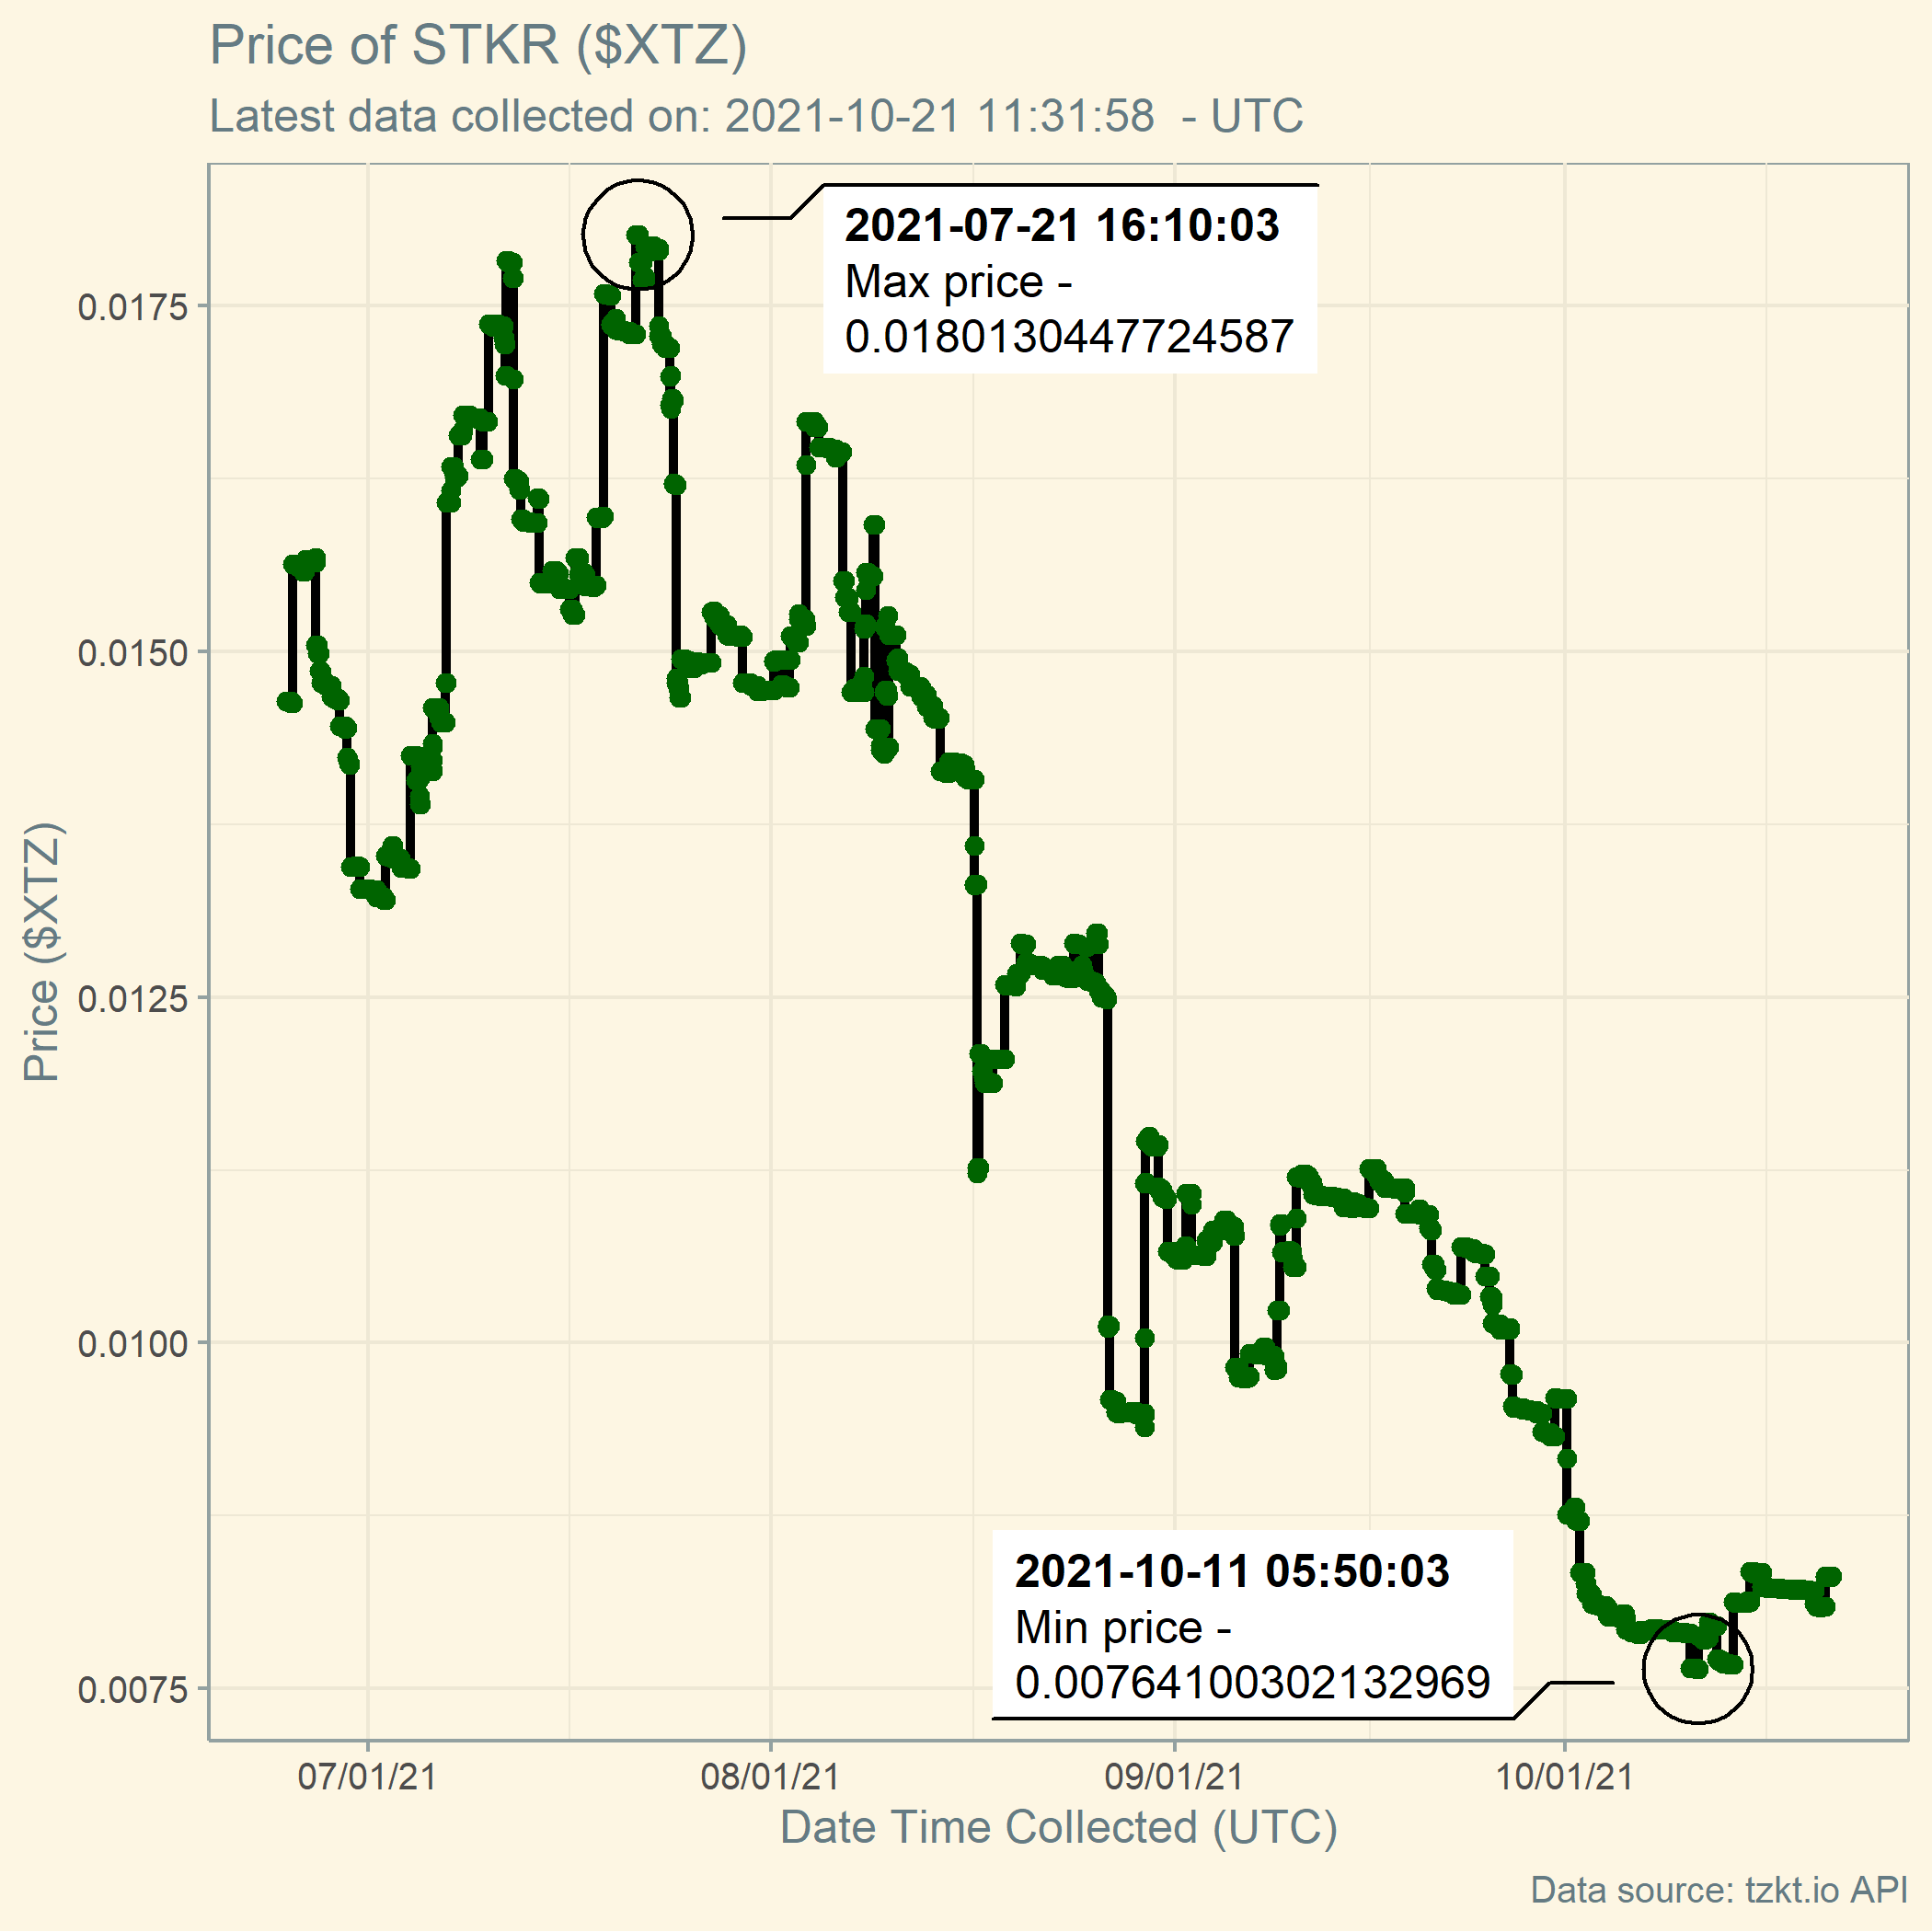 Price of STKR ($XTZ)
Latest data collected on: 2021-10-21 11:31:58  - UTC
2021-07-21 16:10:03
Max price -
0.0180130447724587
0.0175
0.0150
0.0125
0.0100
0.0075
Price ($XTZ)
2021-10-11 05:50:03
Min price -
0.00764100302132969
07/01/21
08/01/21
09/01/21
10/01/21
Date Time Collected (UTC)
Data source: tzkt.io API